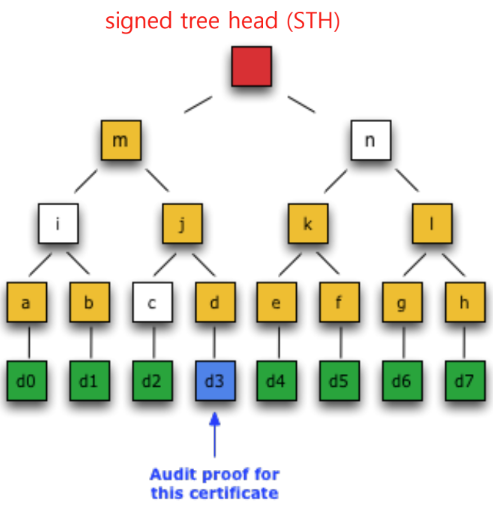 signed tree head (STH)
m n
i j k l
a b c d e f g h
d0 d1 d2 d3 d4 d5 d6 d7
Audit proof for
this certificate